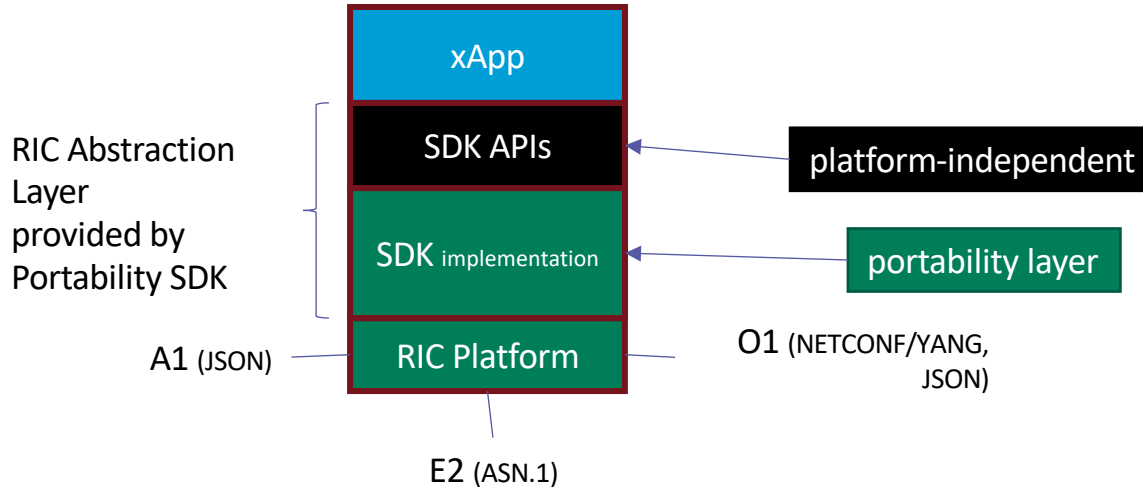 xApp
RIC Abstraction
Layer
provided by
Portability SDK
SDK APIs
platform-independent
SDK implementation
portability layer
A1 (JSON)
RIC Platform
O1 (NETCONF/YANG,
JSON)
E2 (ASN.1)